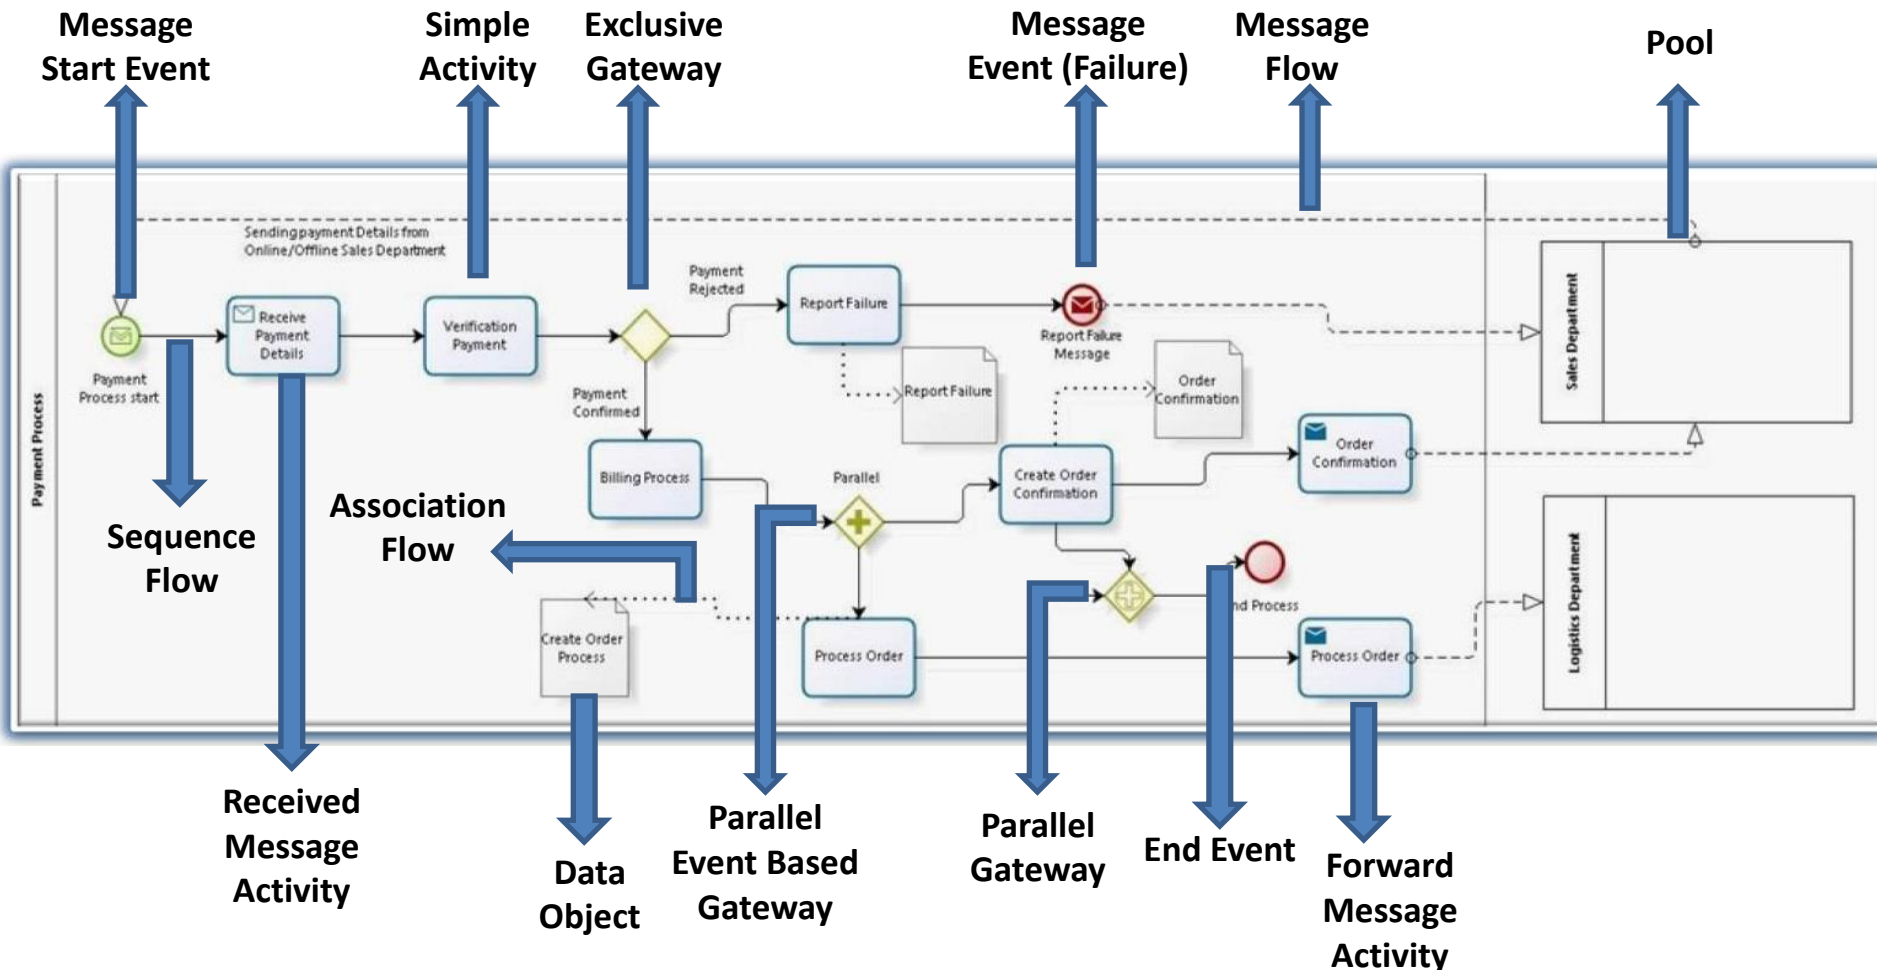 Message
Start Event
Simple
Activity
Exclusive
Gateway
Message
Event (Failure)
Message
Flow
Pool
Payment Process
Sending payment Details from
Online/Offline Sales Department
Payment
Process start
Receive
Payment
Details
Verification
Payment
Payment
Rejected
Payment
Confirmed
Report Failure
Report Failure
Message
Report Failure
Order
Confirmation
Sales Department
Billing Process
Parallel
Create Order
Confirmation
Order
Confirmation
Sequence
Flow
Association
Flow
Create Order
Process
Process Order
nd Process
Process Order
Logistics Department
Received
Message
Activity
Data
Object
Parallel
Event Based
Gateway
Parallel
Gateway
End Event
Forward
Message
Activity